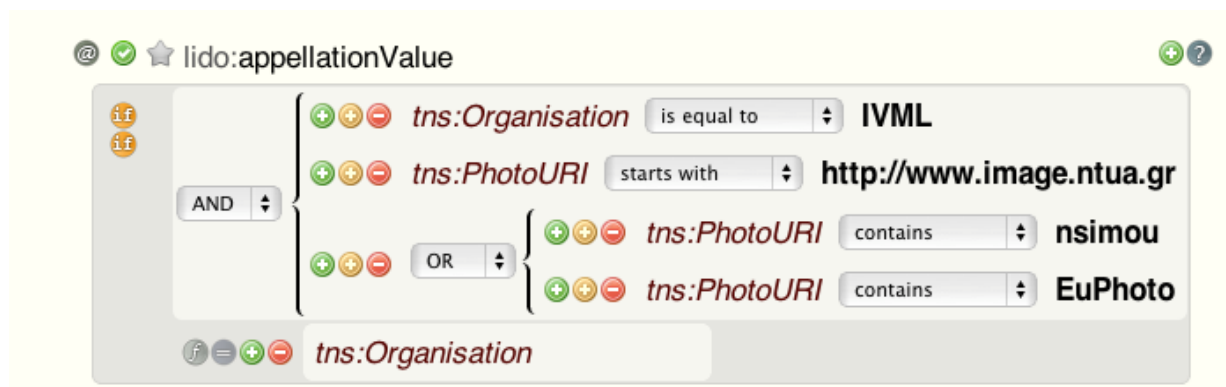 @ lido:appellationValue ?
if tns:Organisation is equal to IVML
if
tns:PhotoURI starts with http://www.image.ntua.gr
AND
tns:PhotoURI contains nsimou
OR
tns:PhotoURI contains EuPhoto
f = tns:Organisation